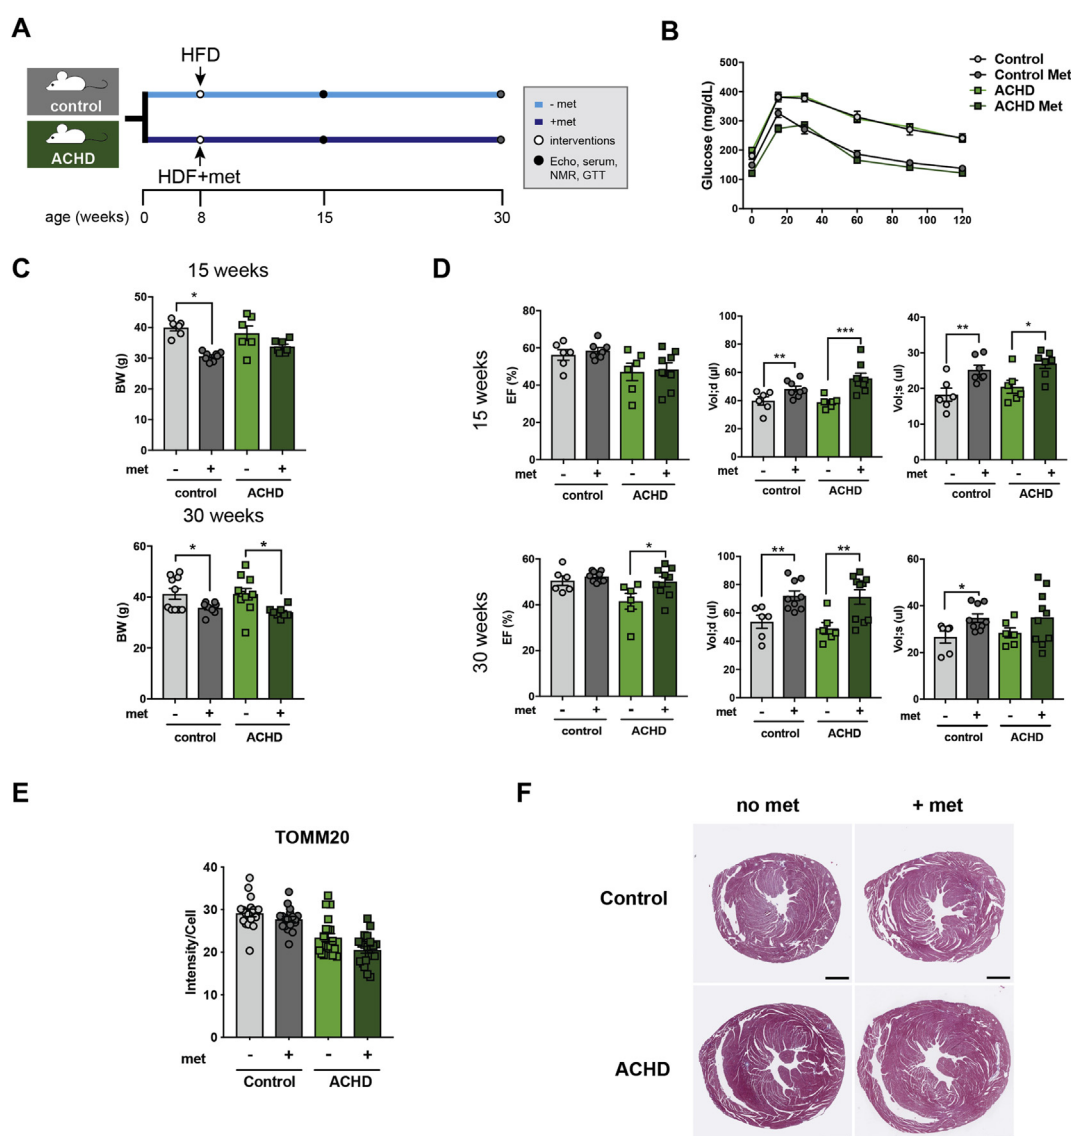 A
HFD
control
ACHD
HDF+met
age (weeks)
0
8
15
30
- met
+met
interventions
Echo, serum,
NMR, GTT
B
Glucose (mg/dL)
500
400
300
200
100
0
0 20 40 60 80 100 120
Control
Control Met
ACHD
ACHD Met
C
15 weeks
BW (g)
50
40
30
20
10
0
*
met - + - +
control ACHD
30 weeks
BW (g)
60
40
20
0
* *
met - + - +
control ACHD
D
15 weeks
EF (%)
80
60
40
20
0
met - + - +
control ACHD
Vol;d (µl)
100
80
60
40
20
0
** ***
- + - +
control ACHD
Vol;s (ul)
40
30
20
10
0
** *
- + - +
control ACHD
30 weeks
EF (%)
60
40
20
0
*
met - + - +
control ACHD
Vol;d (ul)
100
80
60
40
20
0
** **
- + - +
control ACHD
Vol;s (ul)
60
40
20
0
*
- + - +
control ACHD
E
TOMM20
Intensity/Cell
40
30
20
10
0
met - + - +
Control ACHD
F
no met + met
Control
ACHD